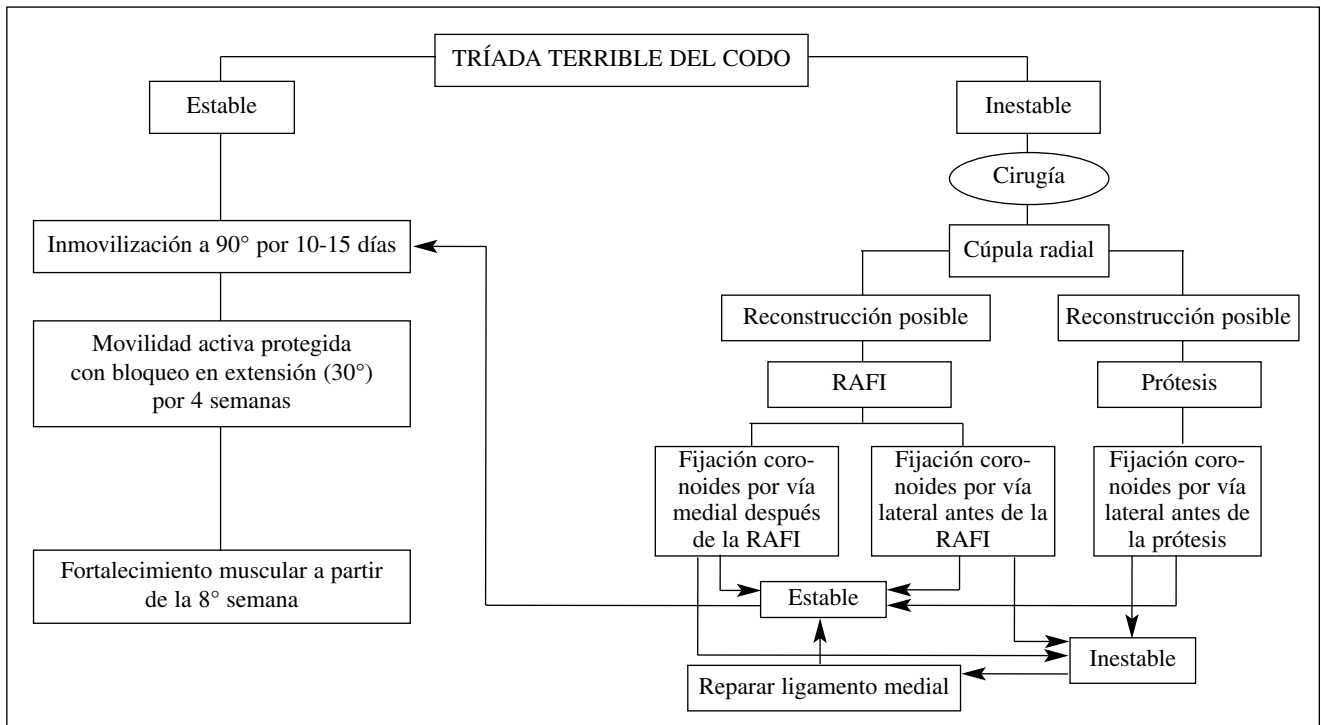 TRÍADA TERRIBLE DEL CODO
Estable
Inestable
Cirugía
Inmovilización a 90° por 10-15 días
Cúpula radial
Reconstrucción posible
Reconstrucción posible
Movilidad activa protegida
con bloqueo en extensión (30°)
por 4 semanas
RAFI
Prótesis
Fijación coro-
noides por vía
medial después
de la RAFI
Fijación coro-
noides por vía
lateral antes de la
RAFI
Fijación coro-
noides por vía
lateral antes de
la prótesis
Fortalecimiento muscular a partir
de la 8° semana
Estable
Inestable
Reparar ligamento medial